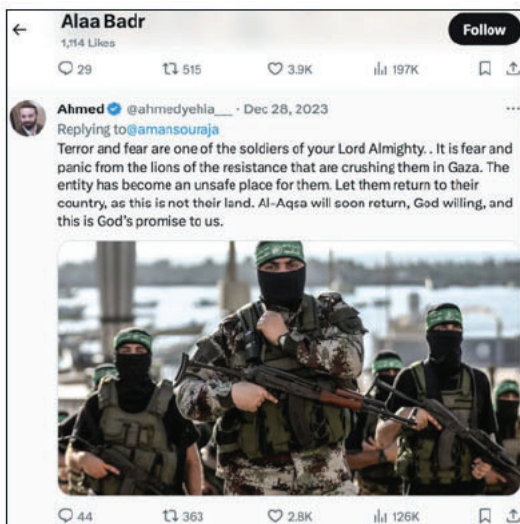 Alaa Badr
1,114 Likes
Follow
29 515 3.9K 197K
Ahmed @ahmedyehia__ · Dec 28, 2023
Replying to@amansouraja
Terror and fear are one of the soldiers of your Lord Almighty. . It is fear and
panic from the lions of the resistance that are crushing them in Gaza. The
entity has become an unsafe place for them. Let them return to their
country, as this is not their land. Al-Aqsa will soon return, God willing, and
this is God's promise to us.
44 363 2.8K 126K